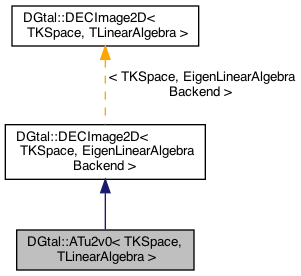 DGtal::DECImage2D<
TKSpace, TLinearAlgebra >
< TKSpace, EigenLinearAlgebra
Backend >
DGtal::DECImage2D<
TKSpace, EigenLinearAlgebra
Backend >
DGtal::ATu2v0< TKSpace,
TLinearAlgebra >